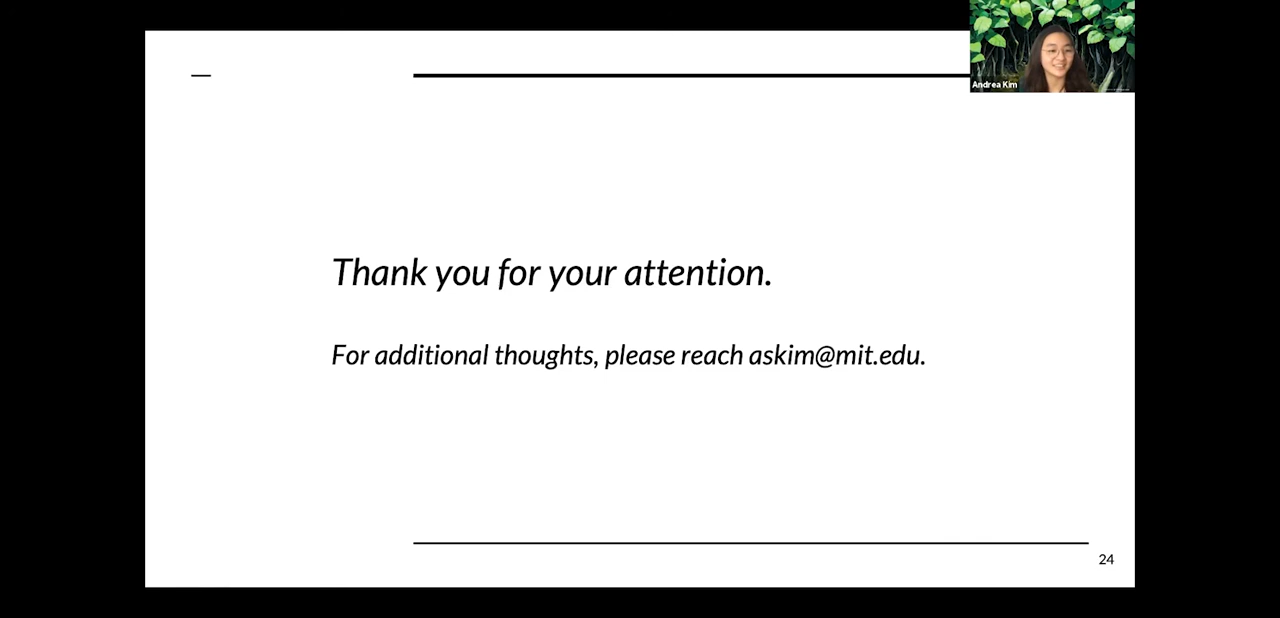 Andrea Kim
Thank you for your attention.
For additional thoughts, please reach askim@mit.edu.
24